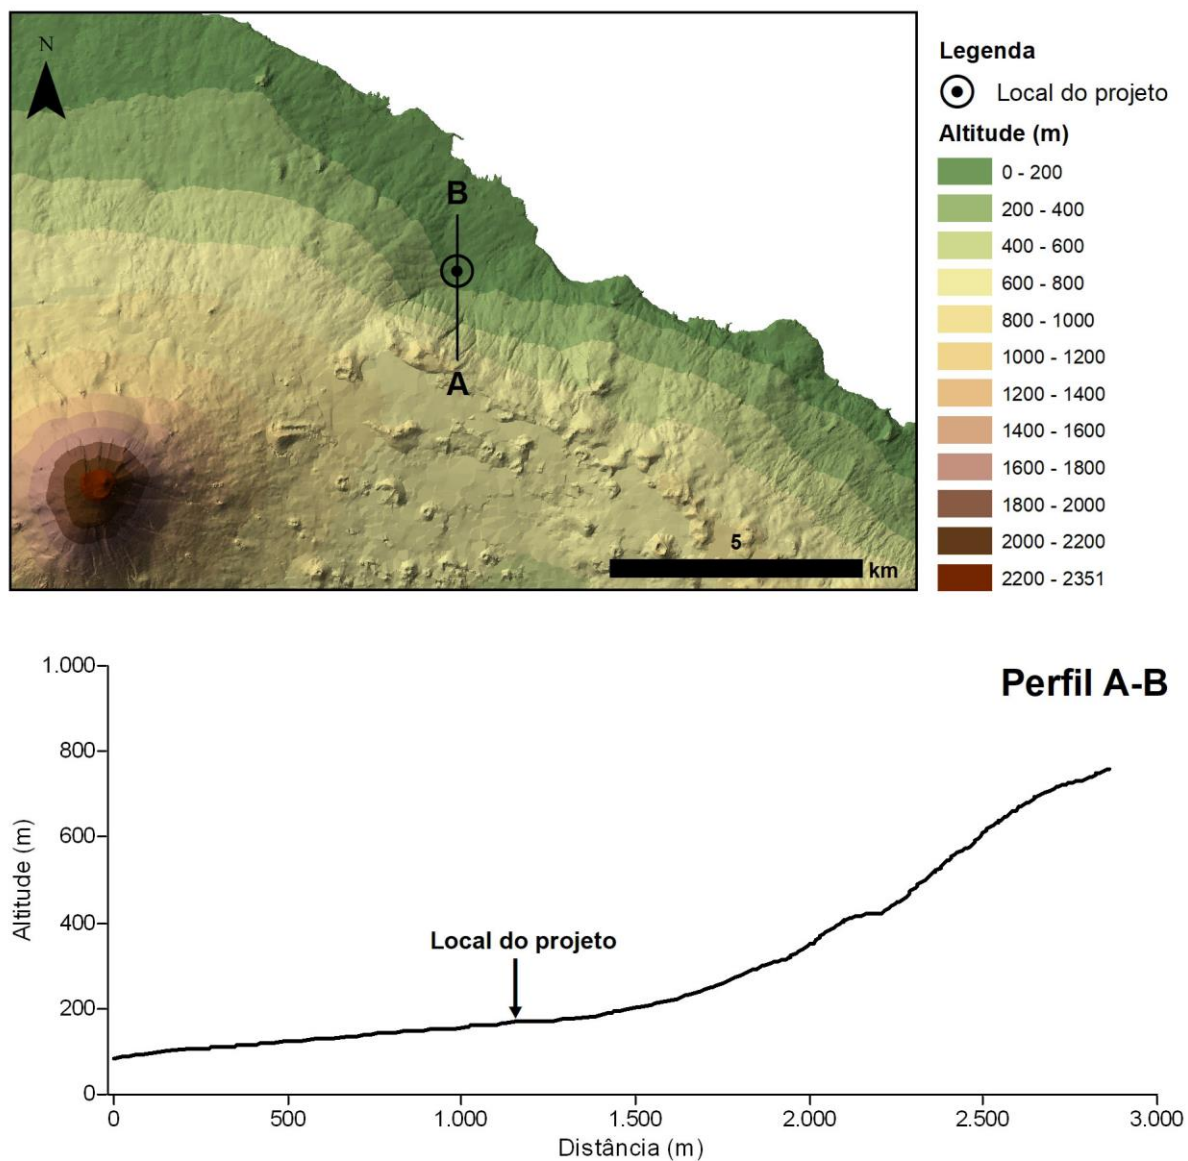 N
Legenda
Local do projeto
Altitude (m)
0 - 200
200 - 400
400 - 600
600 - 800
800 - 1000
1000 - 1200
1200 - 1400
1400 - 1600
1600 - 1800
1800 - 2000
2000 - 2200
2200 - 2351
B
A
5
km
Perfil A-B
1.000
800
600
400
200
0
Altitude (m)
Local do projeto
0 500 1.000 1.500 2.000 2.500 3.000
Distância (m)